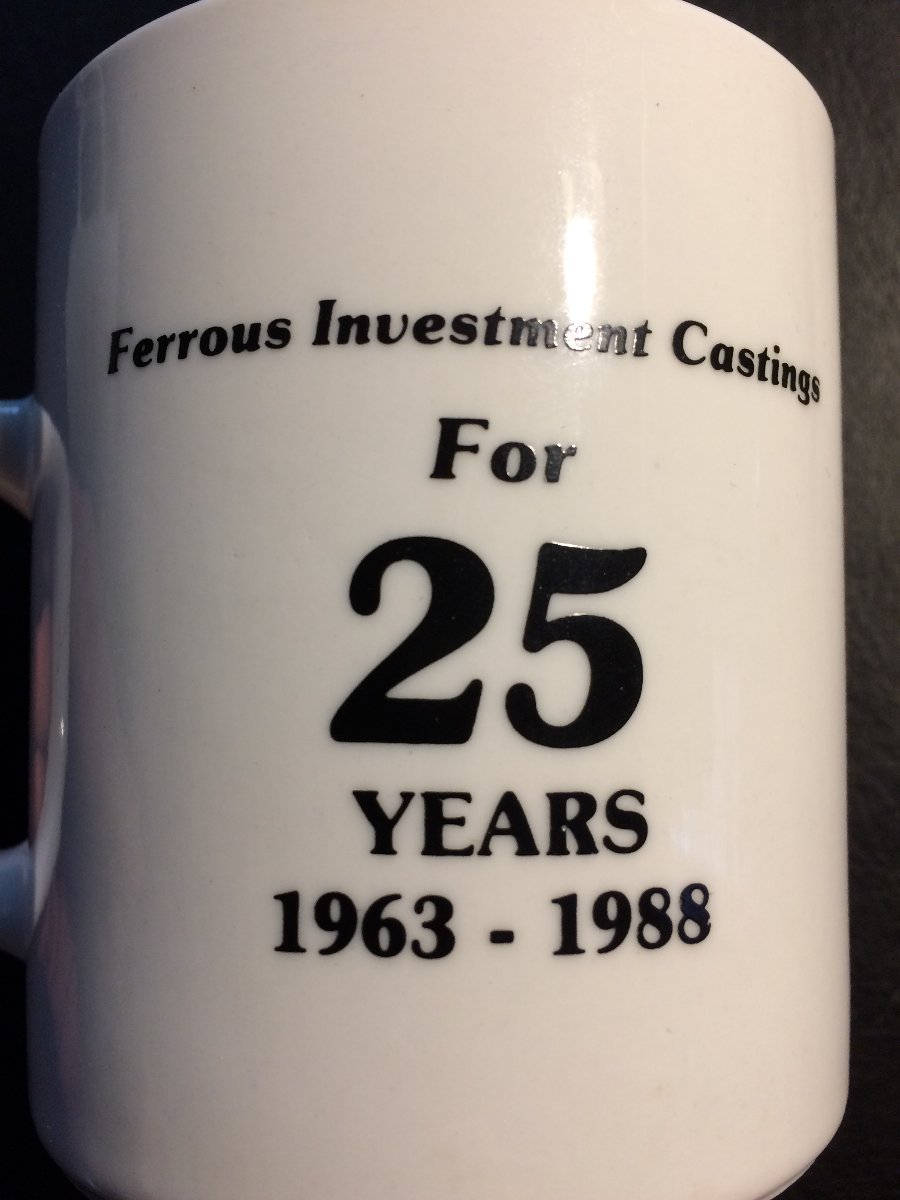 Ferrous Investment Castings
For
25
YEARS
1963 - 1988